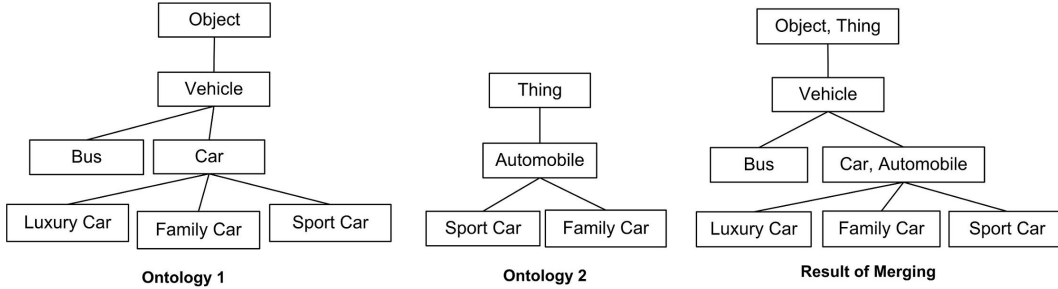 Object
Vehicle
Bus
Car
Luxury Car
Family Car
Sport Car
Ontology 1
Thing
Automobile
Sport Car
Family Car
Ontology 2
Object, Thing
Vehicle
Bus
Car, Automobile
Luxury Car
Family Car
Sport Car
Result of Merging